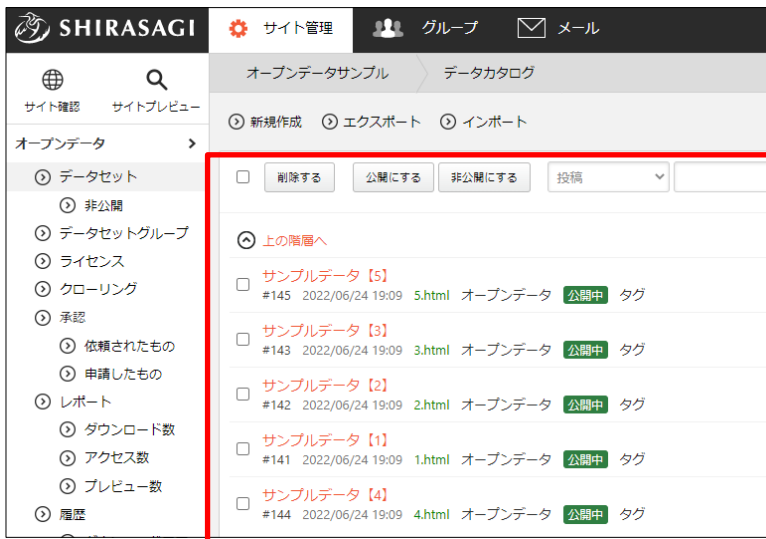 SHIRASAGI サイト管理 グループ メール
サイト確認 サイトプレビュー
オープンデータサンプル データカタログ
新規作成 エクスポート インポート
オープンデータ
データセット
非公開
データセットグループ
ライセンス
クローリング
承認
依頼されたもの
申請したもの
レポート
ダウンロード数
アクセス数
プレビュー数
履歴
削除する 公開にする 非公開にする 投稿
上の階層へ
サンプルデータ【5】
#145 2022/06/24 19:09 5.html オープンデータ 公開中 タグ
サンプルデータ【3】
#143 2022/06/24 19:09 3.html オープンデータ 公開中 タグ
サンプルデータ【2】
#142 2022/06/24 19:09 2.html オープンデータ 公開中 タグ
サンプルデータ【1】
#141 2022/06/24 19:09 1.html オープンデータ 公開中 タグ
サンプルデータ【4】
#144 2022/06/24 19:09 4.html オープンデータ 公開中 タグ